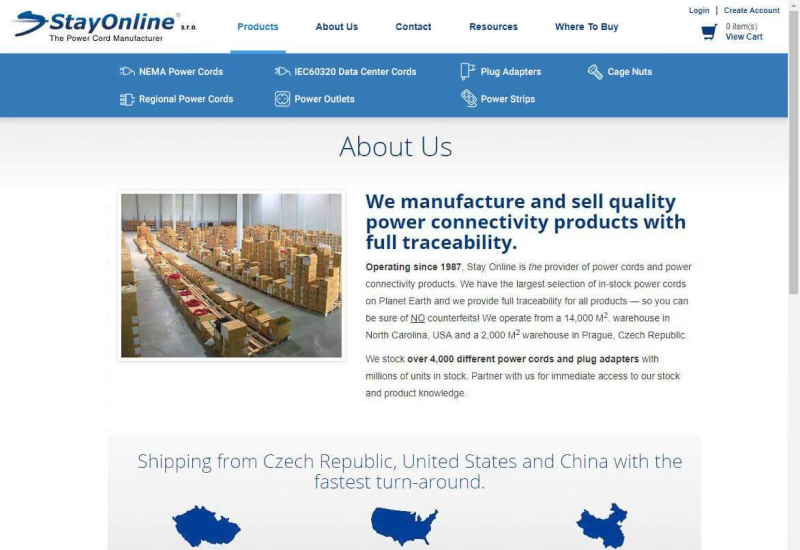 StayOnline® s.r.o.
The Power Cord Manufacturer
Products
About Us
Contact
Resources
Where To Buy
Login | Create Account
0 item(s)
View Cart
NEMA Power Cords
IEC60320 Data Center Cords
Plug Adapters
Cage Nuts
Regional Power Cords
Power Outlets
Power Strips
About Us
We manufacture and sell quality
power connectivity products with
full traceability.
Operating since 1987, Stay Online is the provider of power cords and power
connectivity products. We have the largest selection of in-stock power cords
on Planet Earth and we provide full traceability for all products — so you can
be sure of NO counterfeits! We operate from a 14,000 M². warehouse in
North Carolina, USA and a 2,000 M² warehouse in Prague, Czech Republic.
We stock over 4,000 different power cords and plug adapters with
millions of units in stock. Partner with us for immediate access to our stock
and product knowledge.
Shipping from Czech Republic, United States and China with the
fastest turn-around.